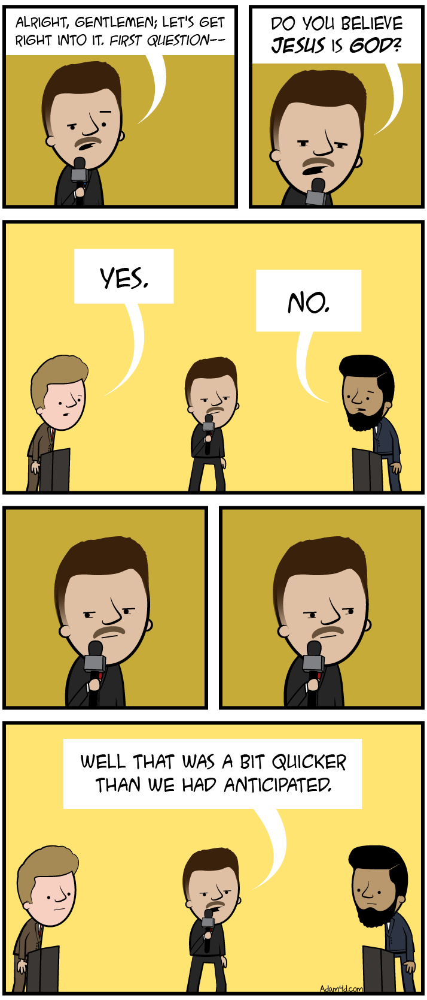 ALRIGHT, GENTLEMEN; LET'S GET
RIGHT INTO IT. FIRST QUESTION--
DO YOU BELIEVE
JESUS IS GOD?
YES.
NO.
WELL THAT WAS A BIT QUICKER
THAN WE HAD ANTICIPATED.
Adam4d.com